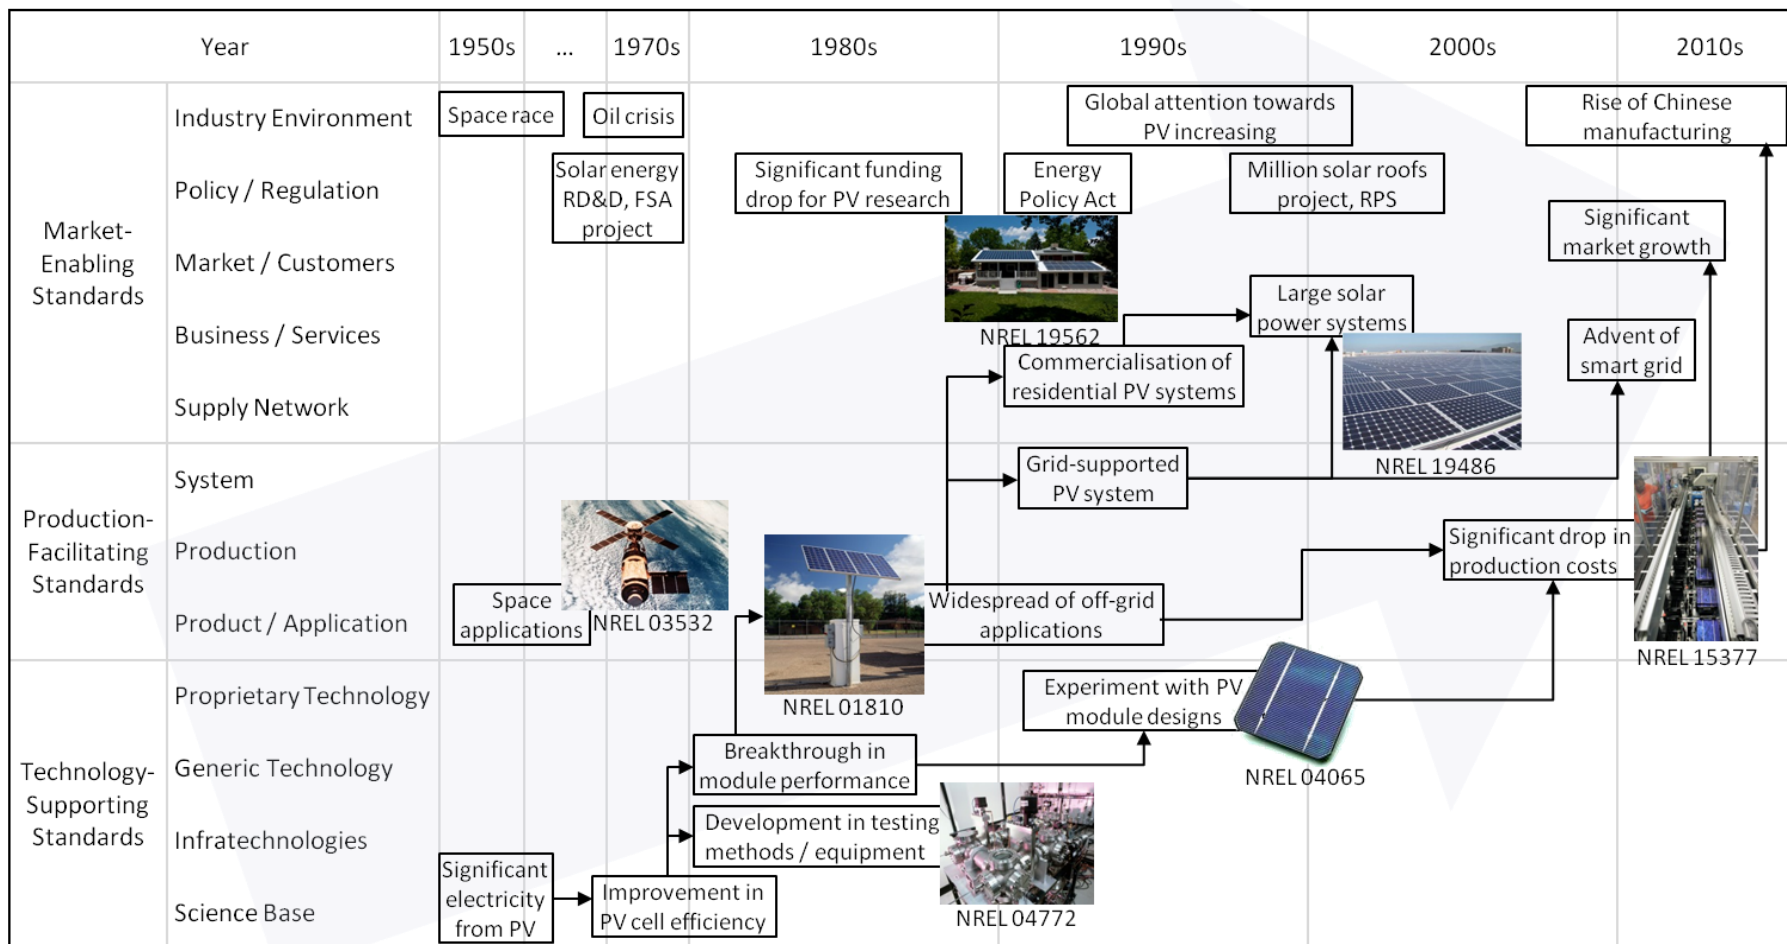 Year
1950s
...
1970s
1980s
1990s
2000s
2010s
Market-
Enabling
Standards
Industry Environment
Space race
Oil crisis
Global attention towards
PV increasing
Rise of Chinese
manufacturing
Policy / Regulation
Solar energy
RD&D, FSA
project
Significant funding
drop for PV research
Energy
Policy Act
Million solar roofs
project, RPS
Market / Customers
Significant
market growth
Business / Services
NREL 19562
Large solar
power systems
Advent of
smart grid
Supply Network
Commercialisation of
residential PV systems
NREL 19486
Production-
Facilitating
Standards
System
Grid-supported
PV system
Production
Significant drop in
production costs
Product / Application
Space
applications
NREL 03532
Widespread of off-grid
applications
NREL 15377
Technology-
Supporting
Standards
Proprietary Technology
NREL 01810
Experiment with PV
module designs
NREL 04065
Generic Technology
Breakthrough in
module performance
Infratechnologies
Development in testing
methods / equipment
Science Base
Significant
electricity
from PV
Improvement in
PV cell efficiency
NREL 04772